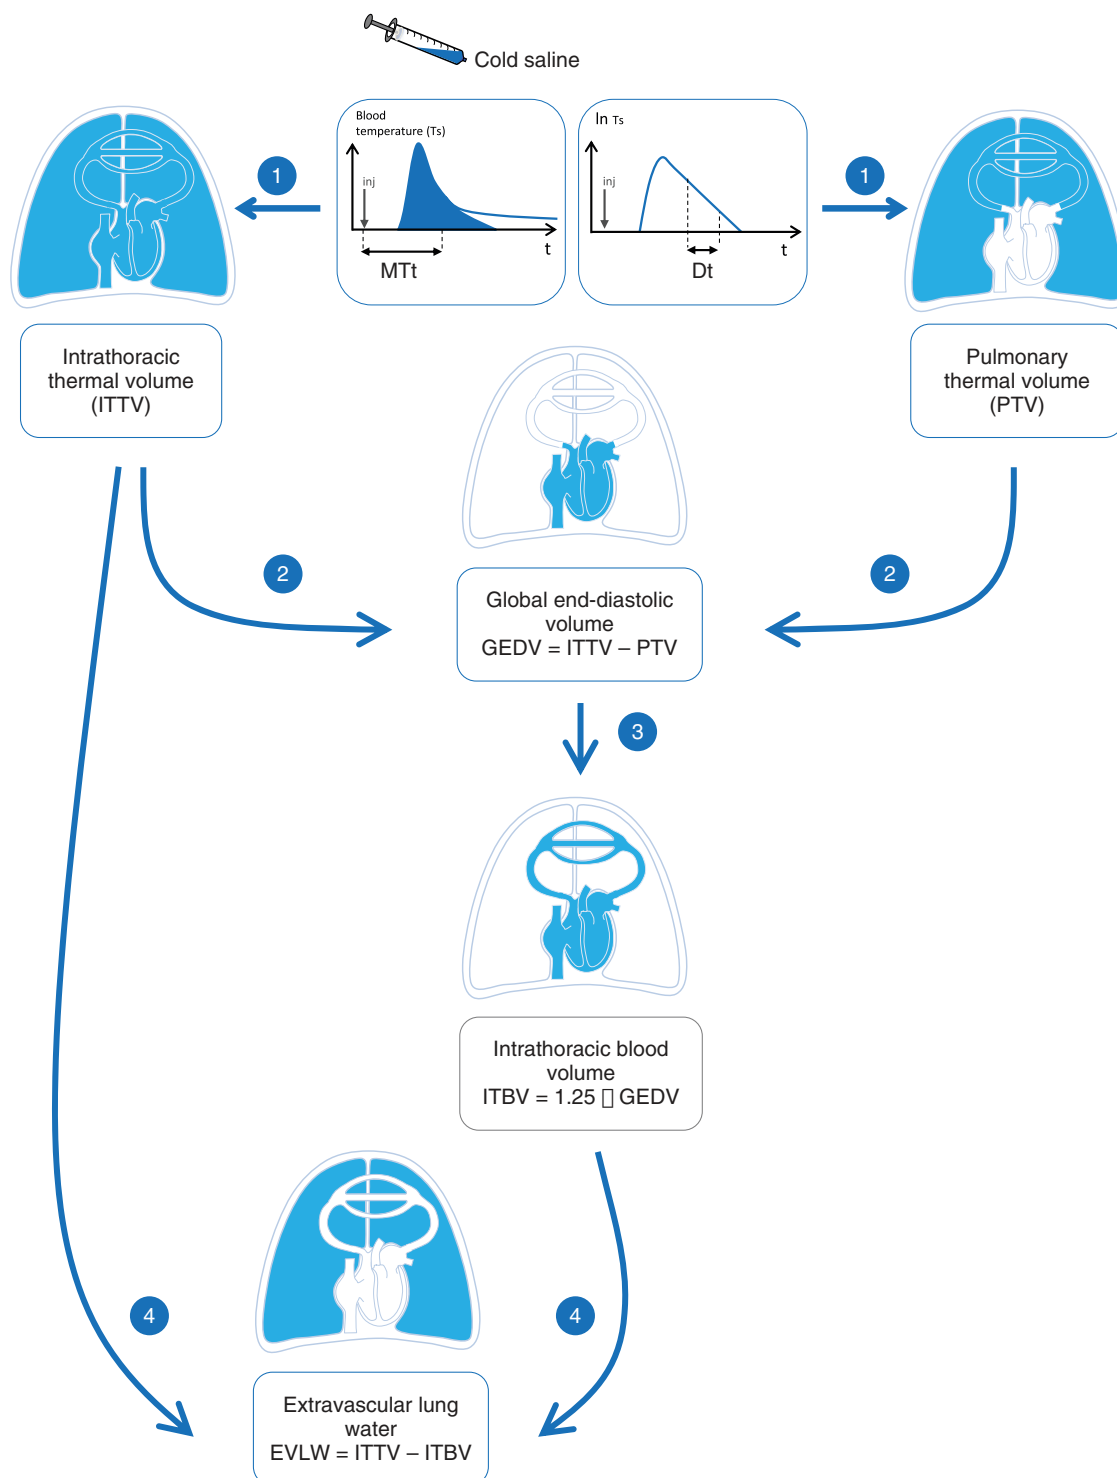 Cold saline
Blood
temperature (Ts)
inj
t
MTt
ln Ts
inj
t
Dt
1
1
Intrathoracic
thermal volume
(ITTV)
Pulmonary
thermal volume
(PTV)
2
2
Global end-diastolic
volume
GEDV = ITTV – PTV
3
Intrathoracic blood
volume
ITBV = 1.25 ▯ GEDV
4
4
Extravascular lung
water
EVLW = ITTV – ITBV